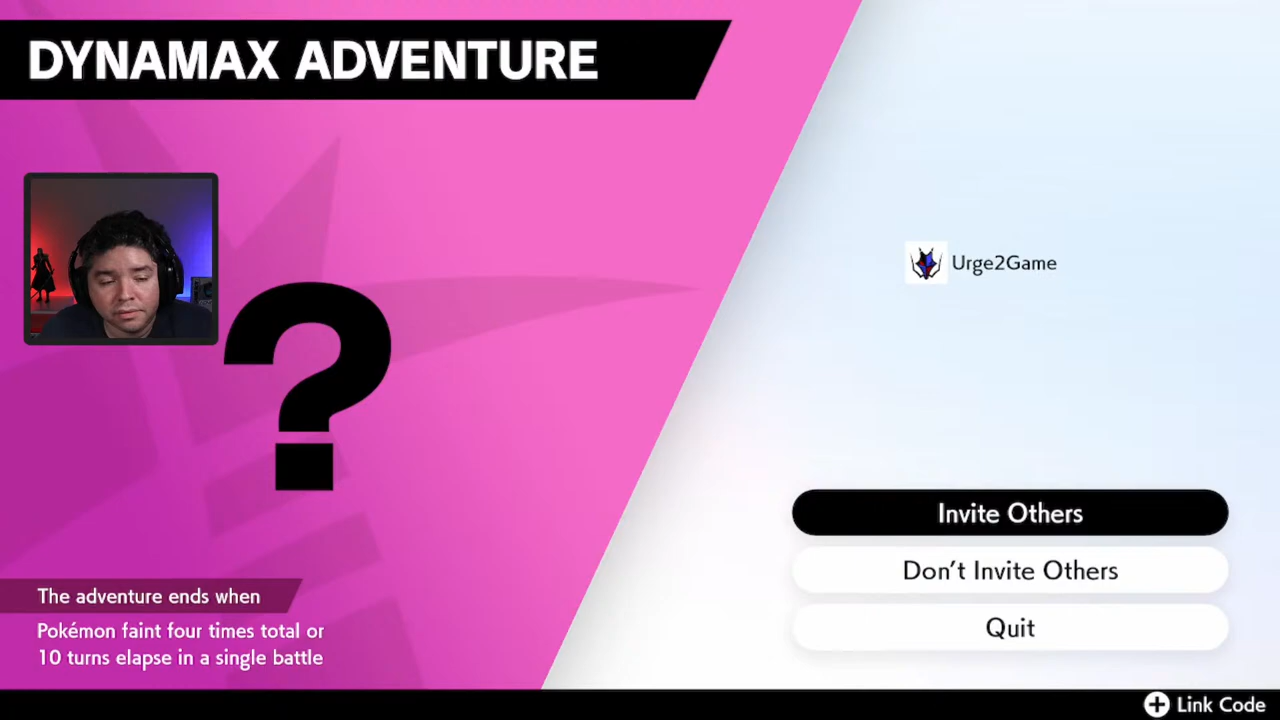 DYNAMAX ADVENTURE
?
Urge2Game
Invite Others
Don't Invite Others
Quit
The adventure ends when
Pokémon faint four times total or
10 turns elapse in a single battle
+ Link Code